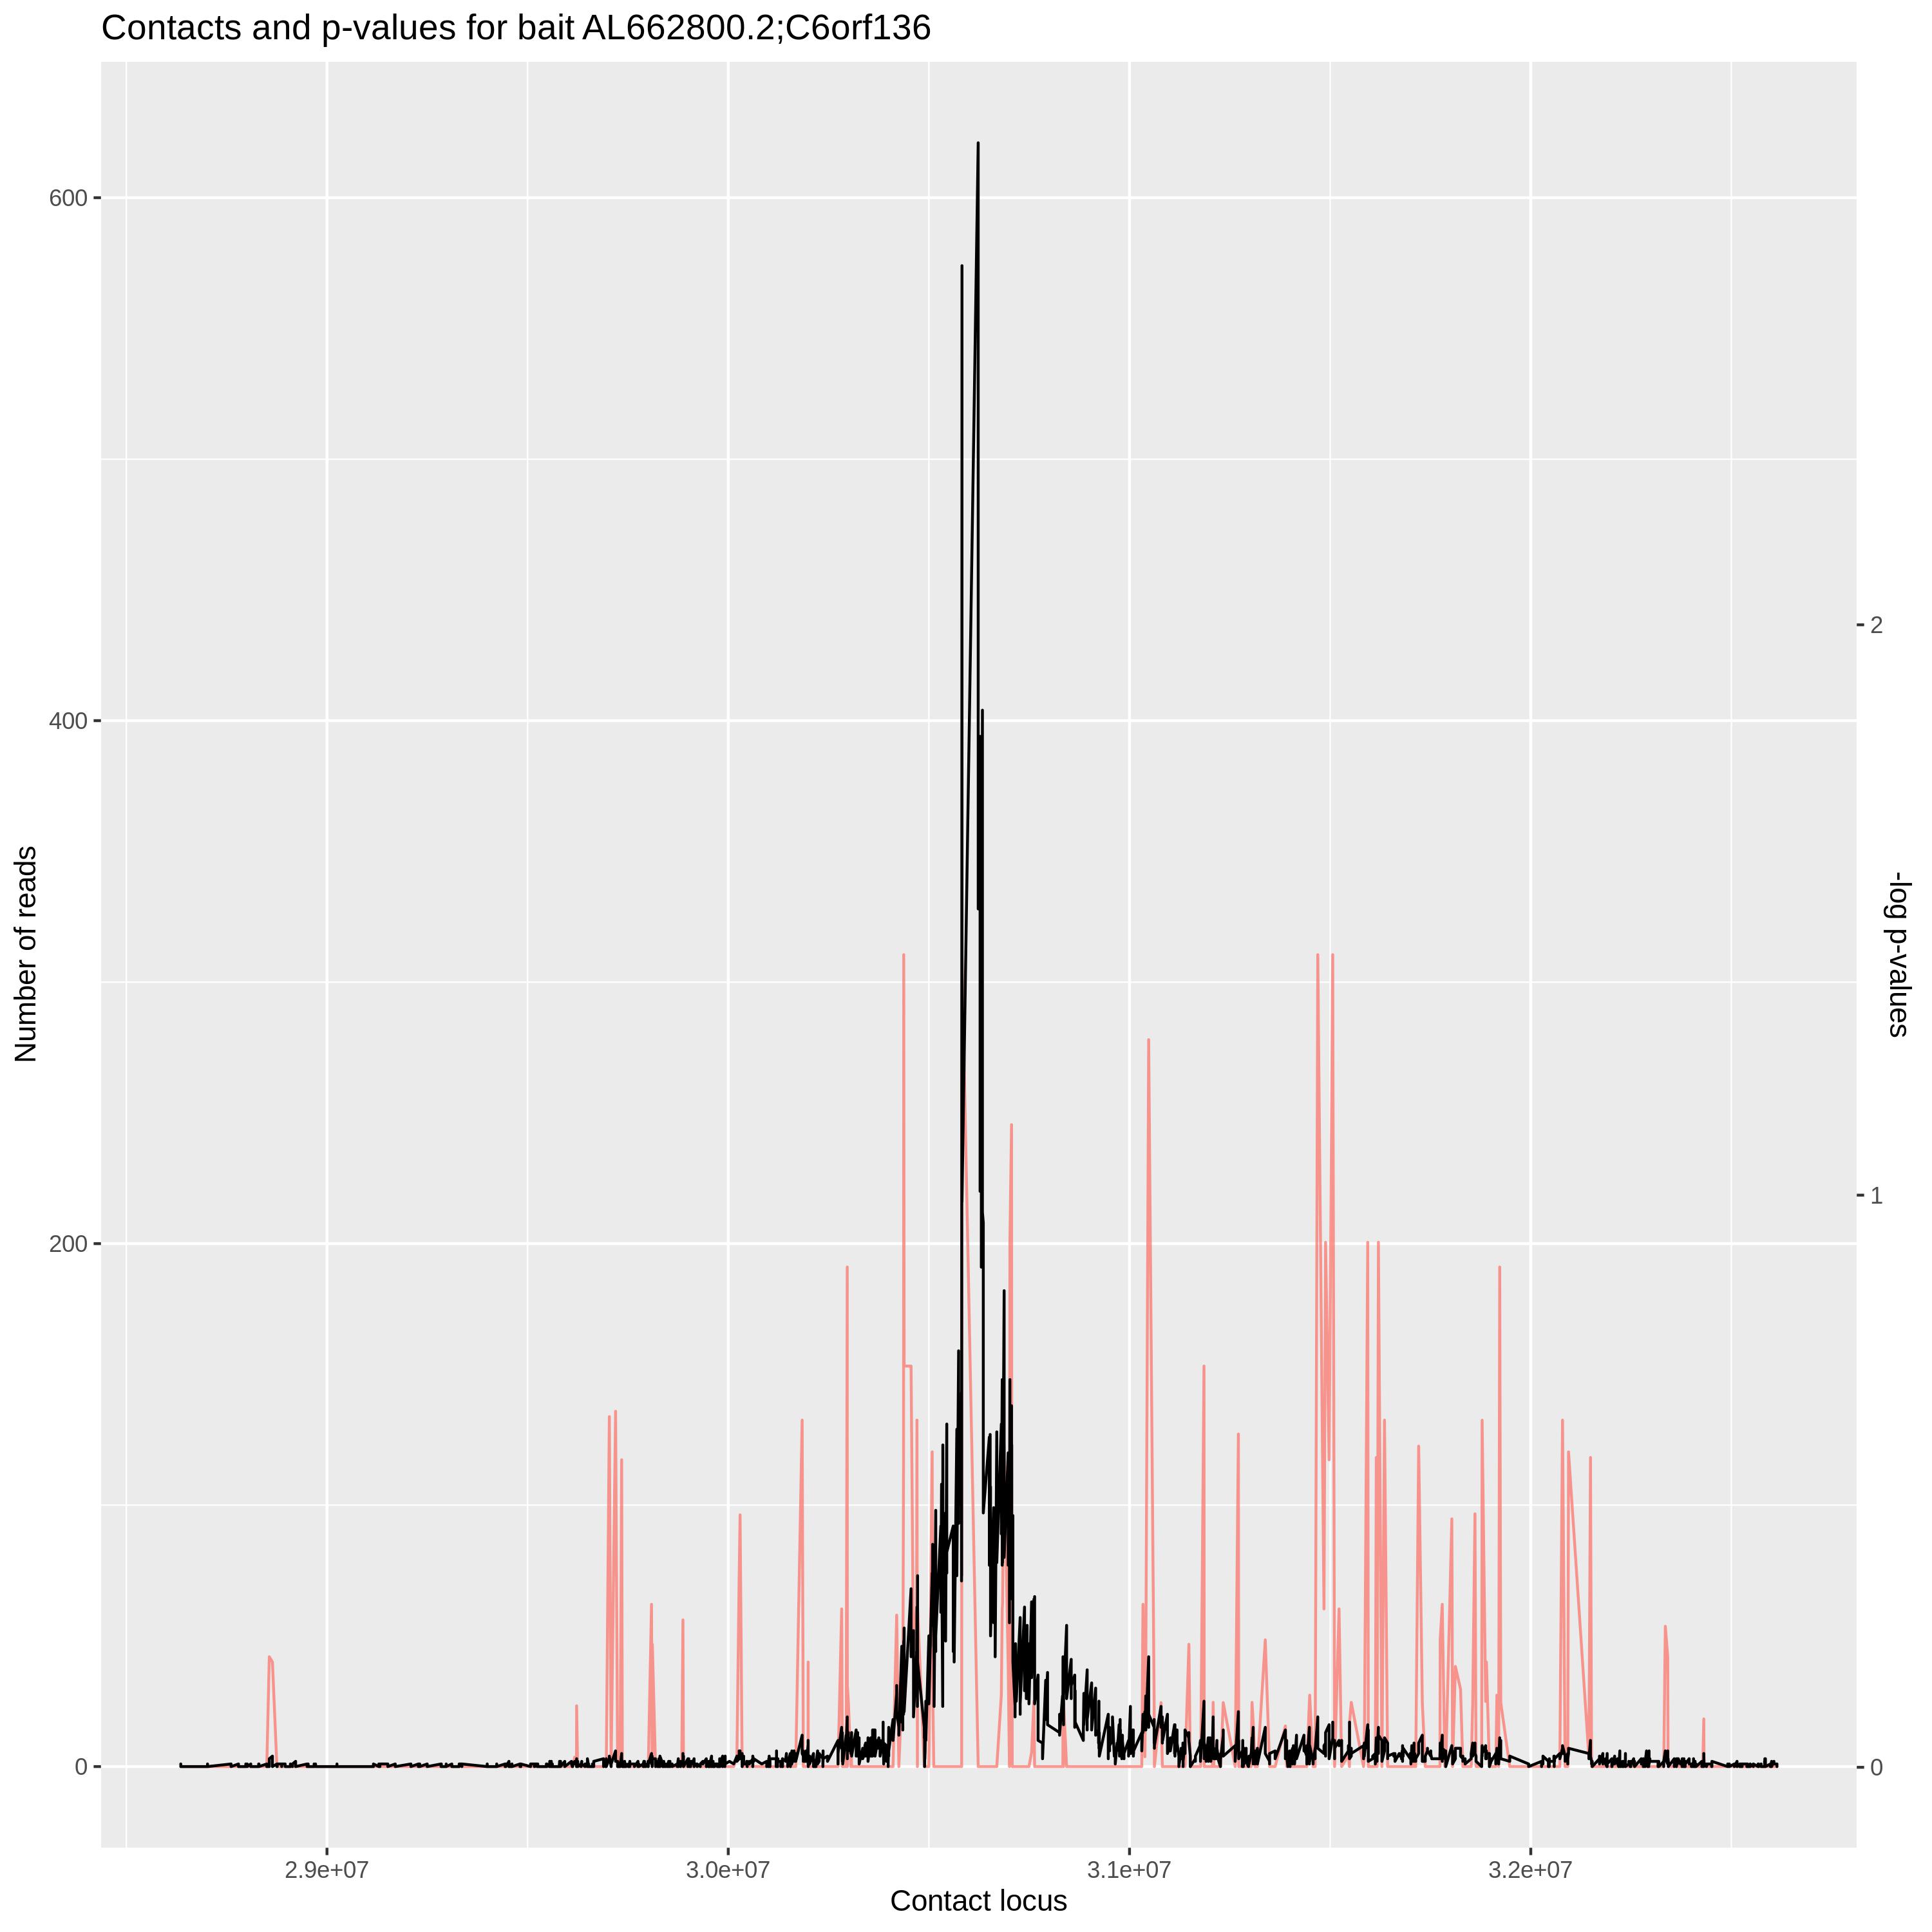 Contacts and p-values for bait AL662800.2;C6orf136
600
400
200
0
Number of reads
2
1
0
-log p-values
2.9e+07
3.0e+07
3.1e+07
3.2e+07
Contact locus